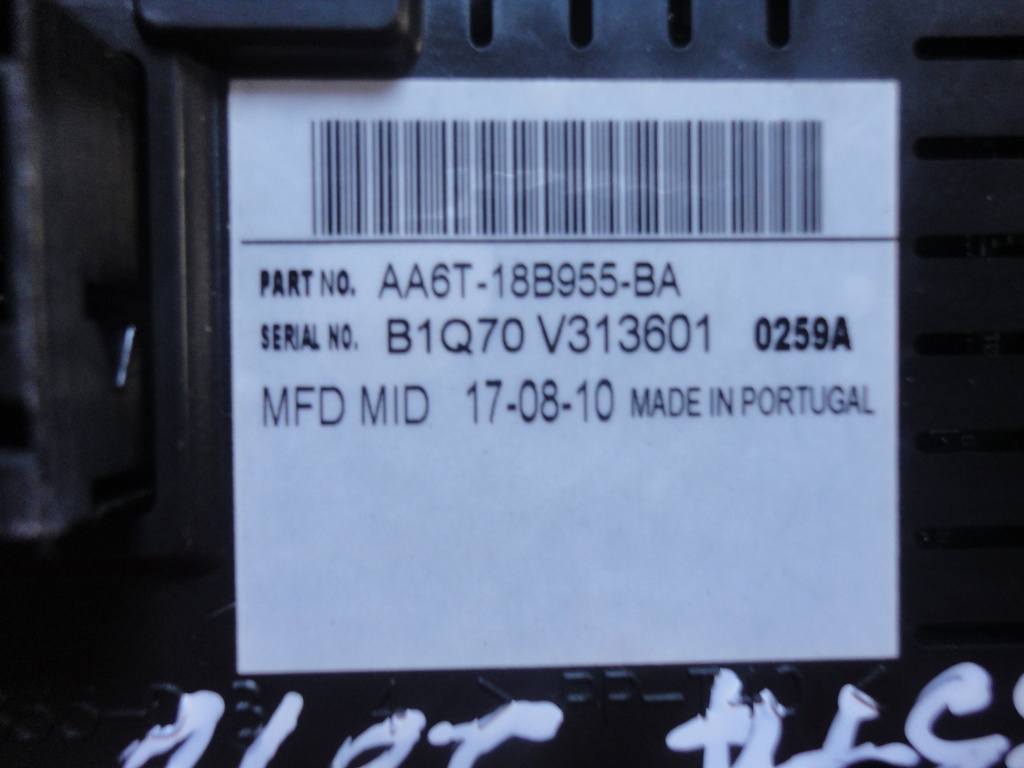 PART NO. AA6T-18B955-BA
SERIAL NO. B1Q70 V313601 0259A
MFD MID 17-08-10 MADE IN PORTUGAL